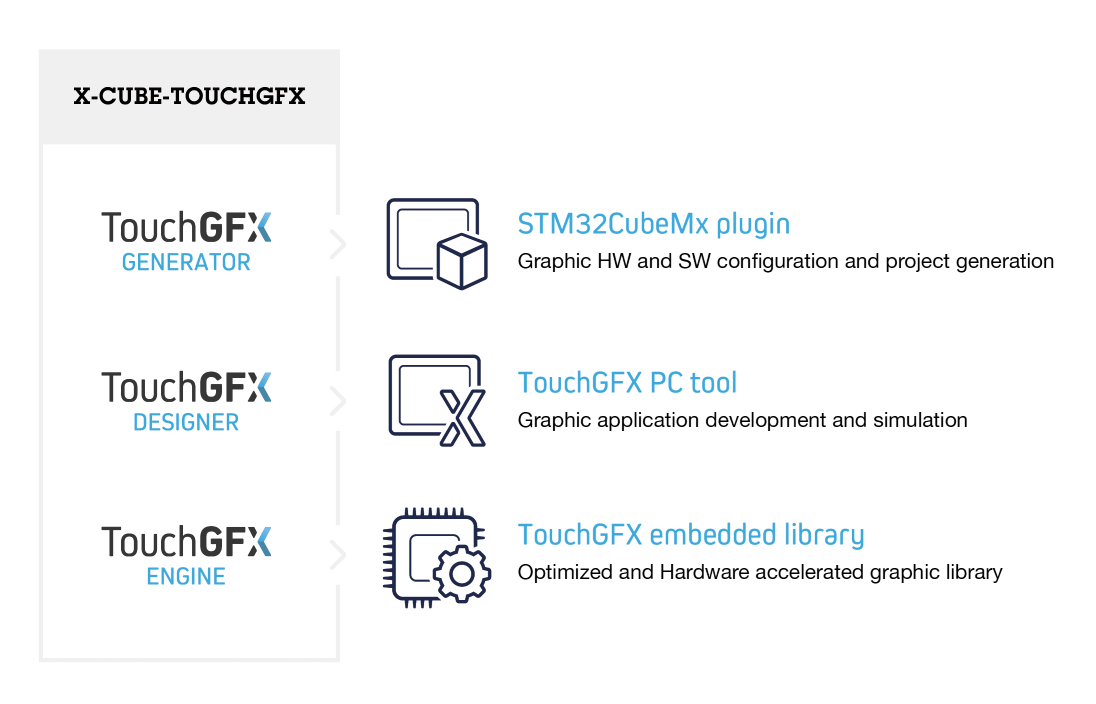 X-CUBE-TOUCHGFX
TouchGFX
GENERATOR
STM32CubeMx plugin
Graphic HW and SW configuration and project generation
TouchGFX
DESIGNER
TouchGFX PC tool
Graphic application development and simulation
TouchGFX
ENGINE
TouchGFX embedded library
Optimized and Hardware accelerated graphic library